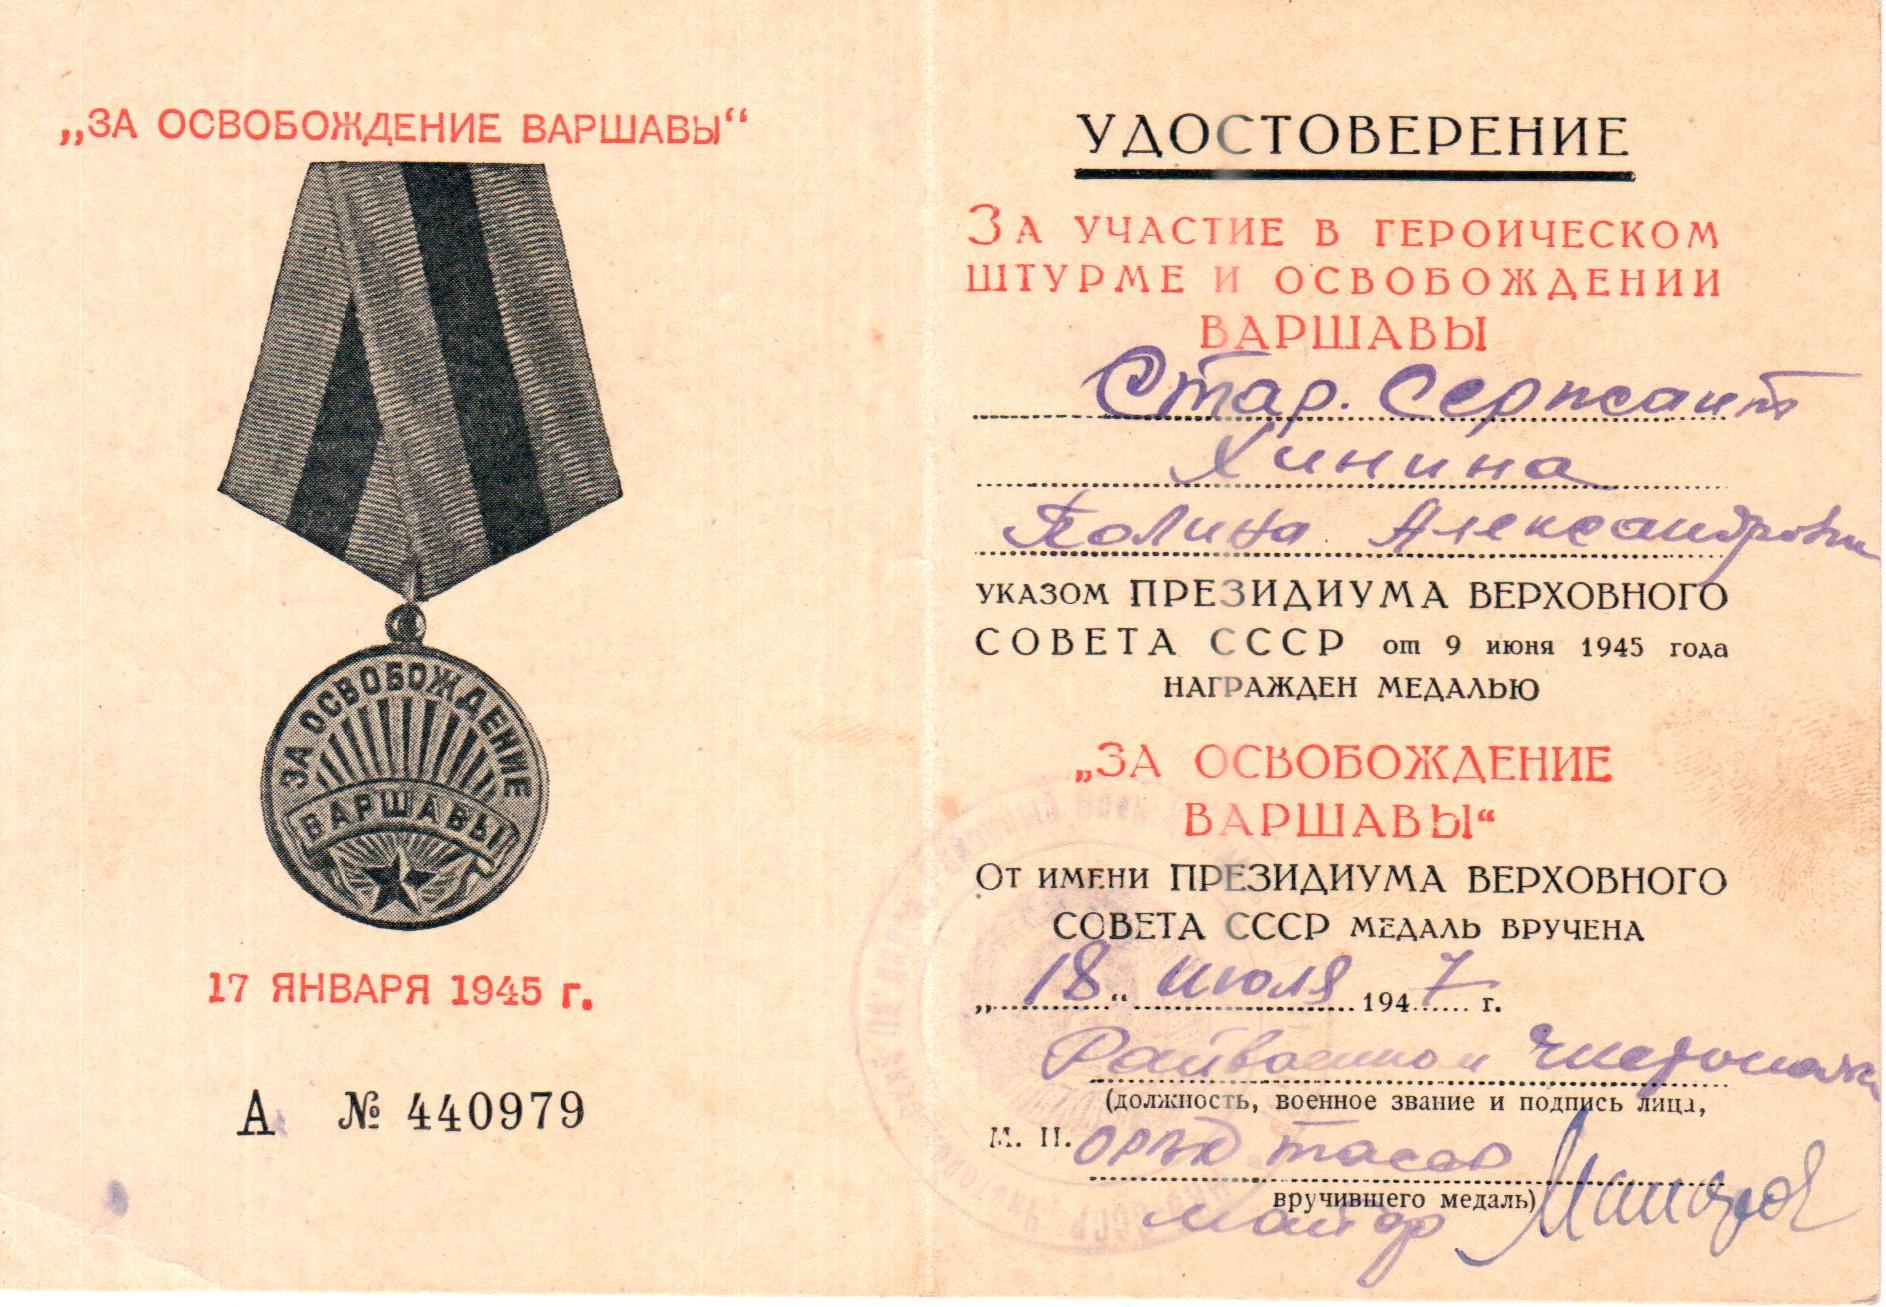 „ЗА ОСВОБОЖДЕНИЕ ВАРШАВЫ“
ЗА ОСВОБОЖДЕНИЕ
ВАРШАВЫ
17 ЯНВАРЯ 1945 г.
А № 440979
УДОСТОВЕРЕНИЕ
ЗА УЧАСТИЕ В ГЕРОИЧЕСКОМ
ШТУРМЕ И ОСВОБОЖДЕНИИ
ВАРШАВЫ
Стар. Сержант
Хинина
Полина Александровна
УКАЗОМ ПРЕЗИДИУМА ВЕРХОВНОГО
СОВЕТА СССР от 9 июня 1945 года
НАГРАЖДЕН МЕДАЛЬЮ
„ЗА ОСВОБОЖДЕНИЕ
ВАРШАВЫ“
От имени ПРЕЗИДИУМА ВЕРХОВНОГО
СОВЕТА СССР МЕДАЛЬ ВРУЧЕНА
„18“ июля 1947 г.
Райвоенком
(должность, военное звание и подпись лица,
М. П.
вручившего медаль)
майор